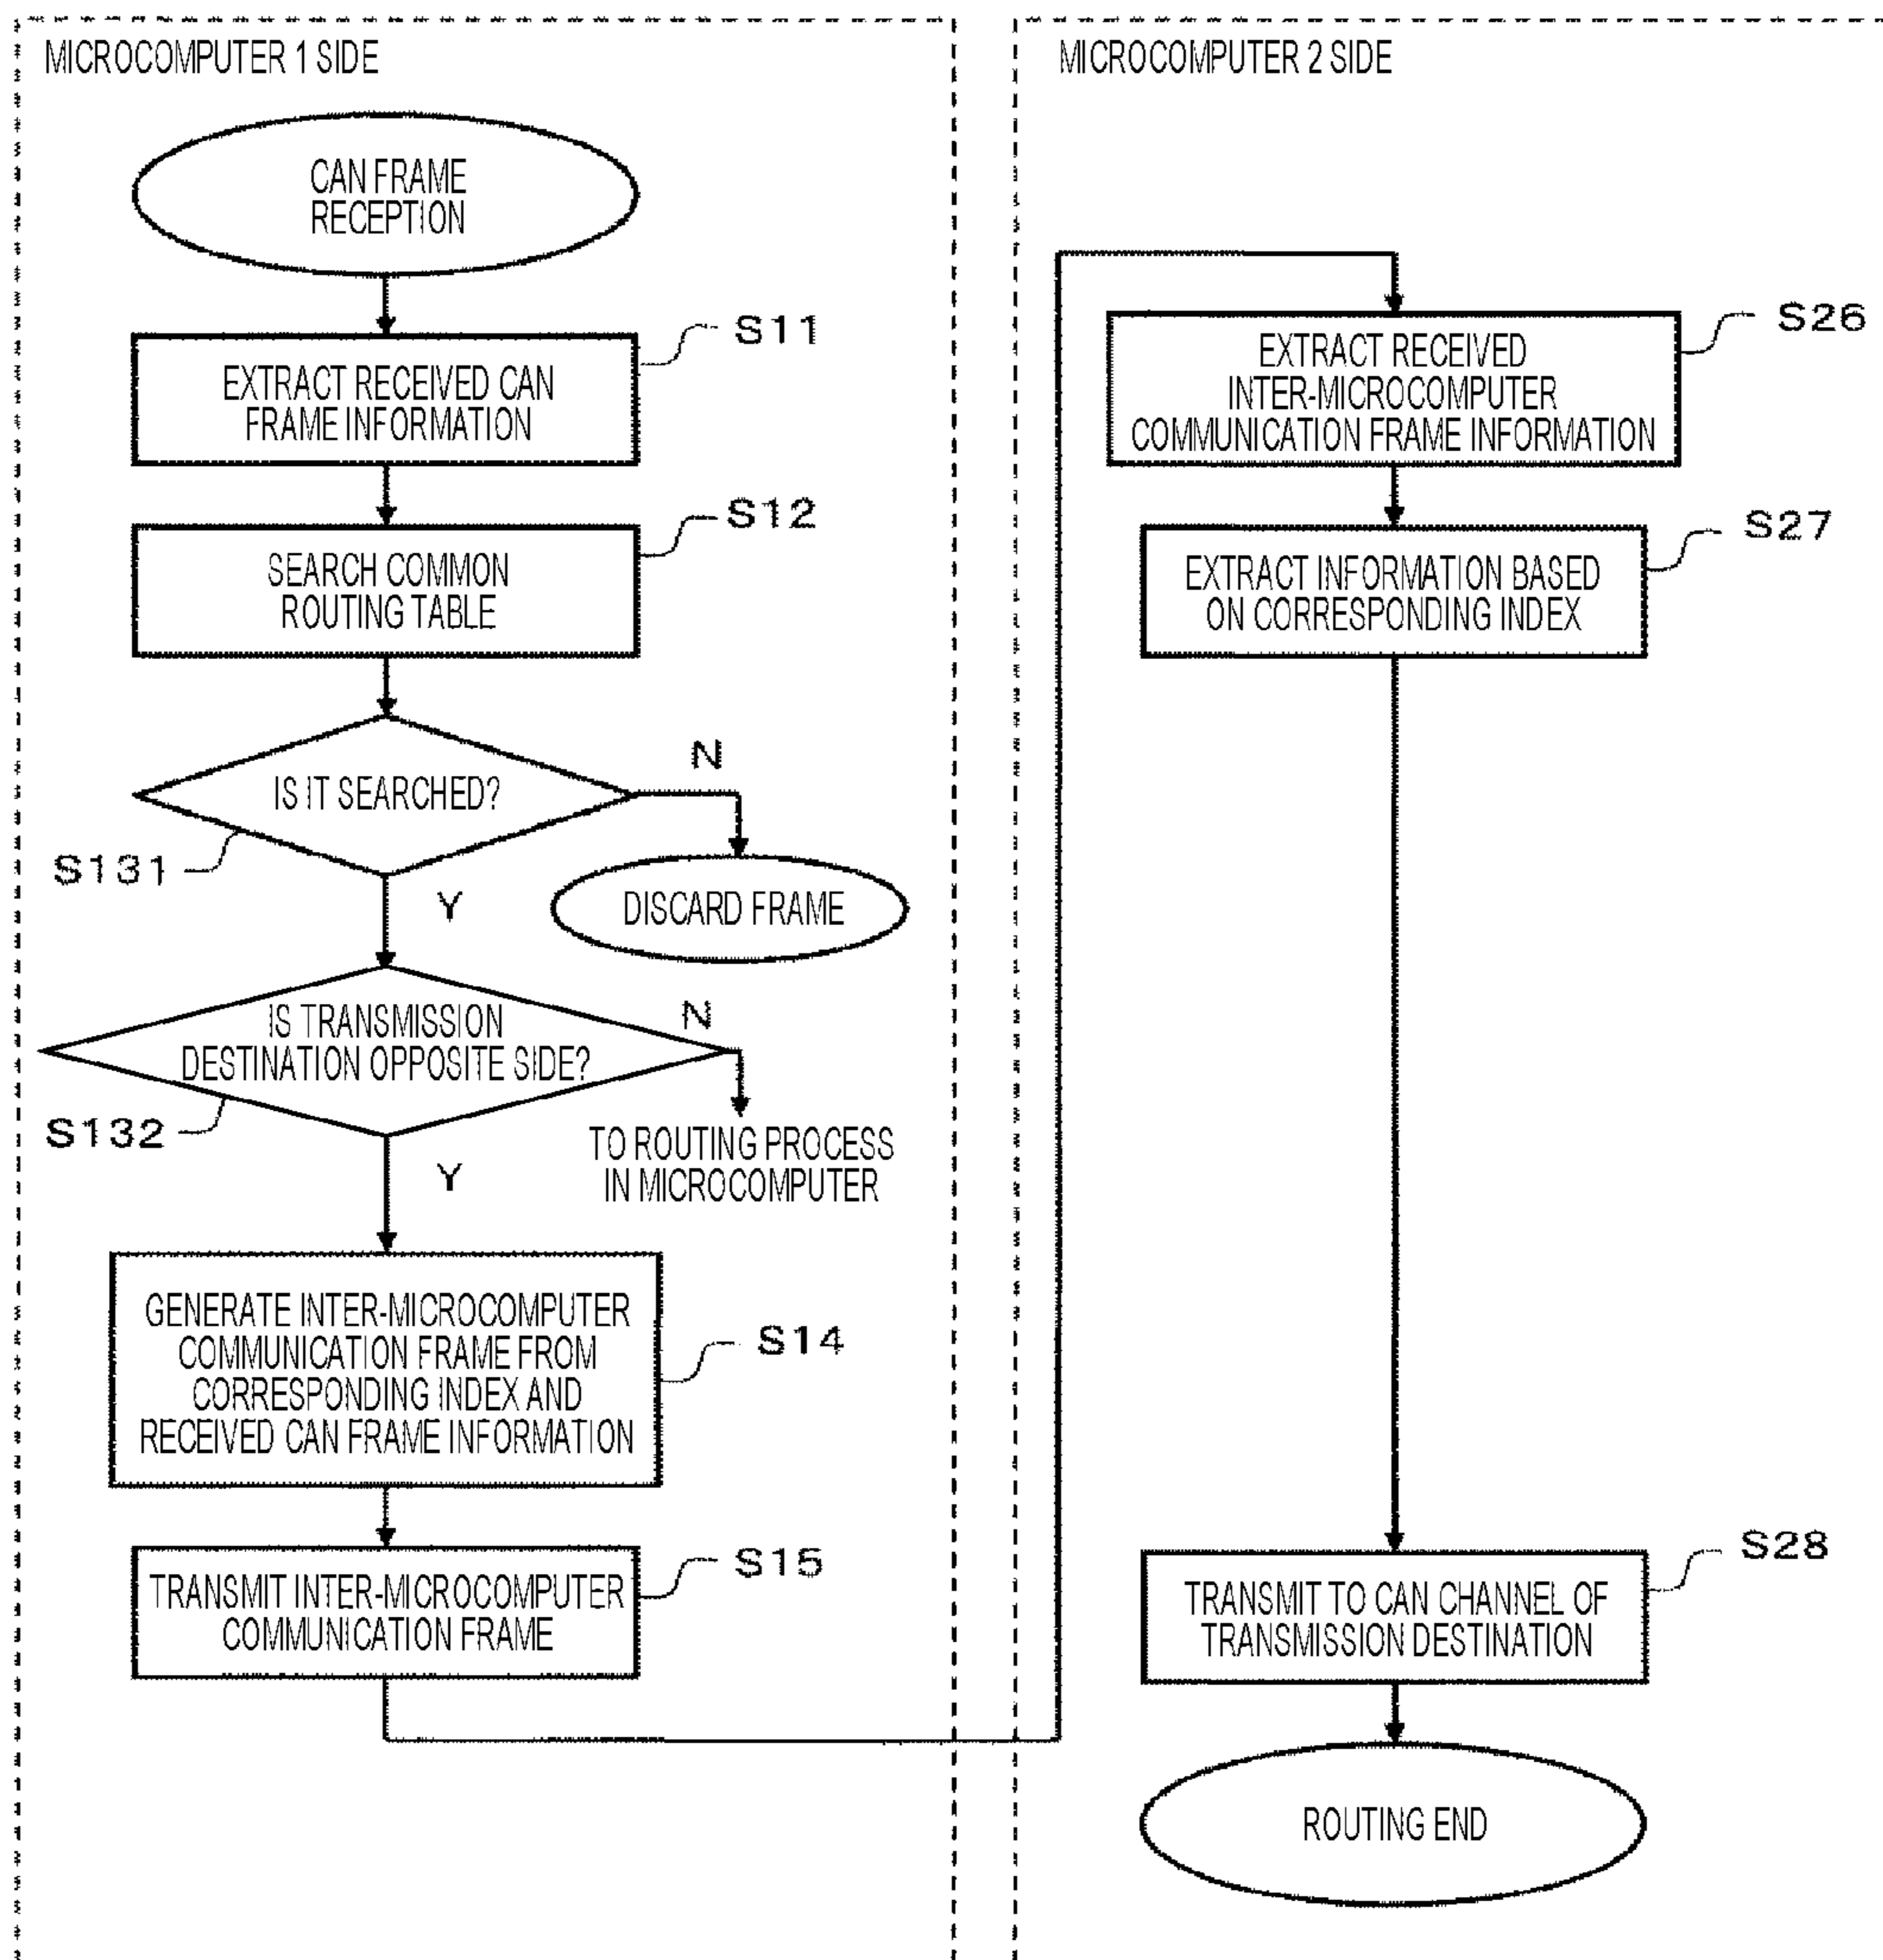 MICROCOMPUTER 1 SIDE
CAN FRAME
RECEPTION
S11
EXTRACT RECEIVED CAN
FRAME INFORMATION
S12
SEARCH COMMON
ROUTING TABLE
IS IT SEARCHED?
N
S131
Y
DISCARD FRAME
IS TRANSMISSION
DESTINATION OPPOSITE SIDE?
N
S132
Y
TO ROUTING PROCESS
IN MICROCOMPUTER
GENERATE INTER-MICROCOMPUTER
COMMUNICATION FRAME FROM
CORRESPONDING INDEX AND
RECEIVED CAN FRAME INFORMATION
S14
S15
TRANSMIT INTER-MICROCOMPUTER
COMMUNICATION FRAME
MICROCOMPUTER 2 SIDE
S26
EXTRACT RECEIVED
INTER-MICROCOMPUTER
COMMUNICATION FRAME INFORMATION
S27
EXTRACT INFORMATION BASED
ON CORRESPONDING INDEX
S28
TRANSMIT TO CAN CHANNEL OF
TRANSMISSION DESTINATION
ROUTING END